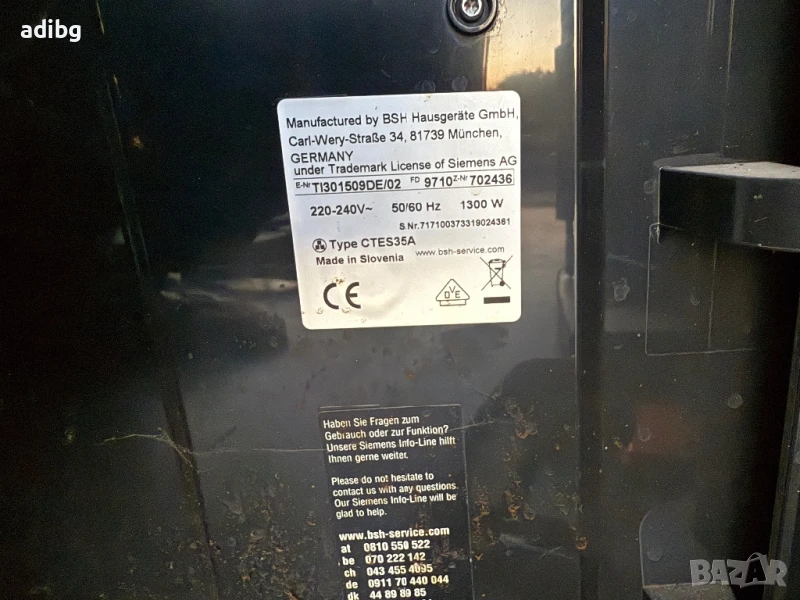 adibg
Manufactured by BSH Hausgeräte GmbH,
Carl-Wery-Straße 34, 81739 München,
GERMANY
under Trademark License of Siemens AG
E-Nr TI301509DE/02 FD 9710 Z-Nr 702436
220-240V~ 50/60 Hz 1300 W
S.Nr.717100373319024361
Type CTES35A
Made in Slovenia www.bsh-service.com
CE
DVE
Haben Sie Fragen zum
Gebrauch oder zur Funktion?
Unsere Siemens Info-Line hilft
Ihnen gerne weiter.
Please do not hesitate to
contact us with any questions.
Our Siemens Info-Line will be
glad to help.
www.bsh-service.com
at 0810 550 522
be 070 222 142
ch 043 455 4095
de 0911 70 440 044
dk 44 89 89 85
BAZAR